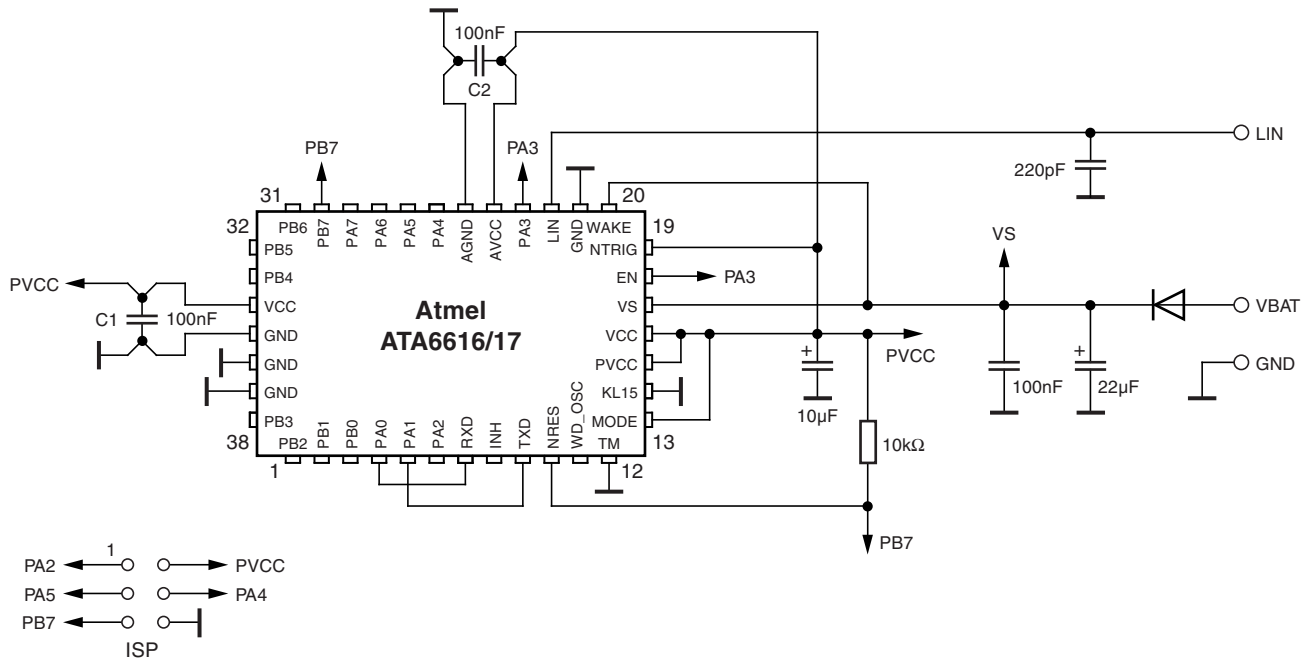 100nF
C2
LIN
220pF
PB7
PA3
31
20
32
19
PB6
PB7
PA7
PA6
PA5
PA4
AGND
AVCC
PA3
LIN
GND
WAKE
PB5
NTRIG
PB4
EN
PA3
VS
PVCC
VCC
VS
VBAT
C1
100nF
Atmel
ATA6616/17
GND
VCC
PVCC
GND
PVCC
+
10µF
100nF
+
22µF
GND
GND
KL15
PB3
MODE
38
13
PB2
PB1
PB0
PA0
PA1
PA2
RXD
INH
TXD
NRES
WD_OSC
TM
10kΩ
1
12
PB7
1
PA2
PVCC
PA5
PA4
PB7
ISP